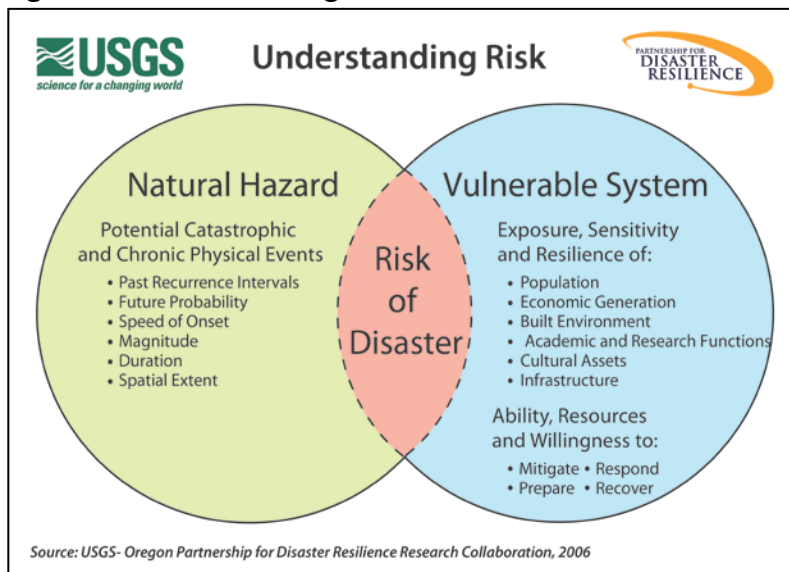 USGS
science for a changing world
Understanding Risk
PARTNERSHIP FOR
DISASTER
RESILIENCE
Natural Hazard
Potential Catastrophic
and Chronic Physical Events
• Past Recurrence Intervals
• Future Probability
• Speed of Onset
• Magnitude
• Duration
• Spatial Extent
Risk
of
Disaster
Vulnerable System
Exposure, Sensitivity
and Resilience of:
• Population
• Economic Generation
• Built Environment
• Academic and Research Functions
• Cultural Assets
• Infrastructure
Ability, Resources
and Willingness to:
• Mitigate • Respond
• Prepare • Recover
Source: USGS- Oregon Partnership for Disaster Resilience Research Collaboration, 2006